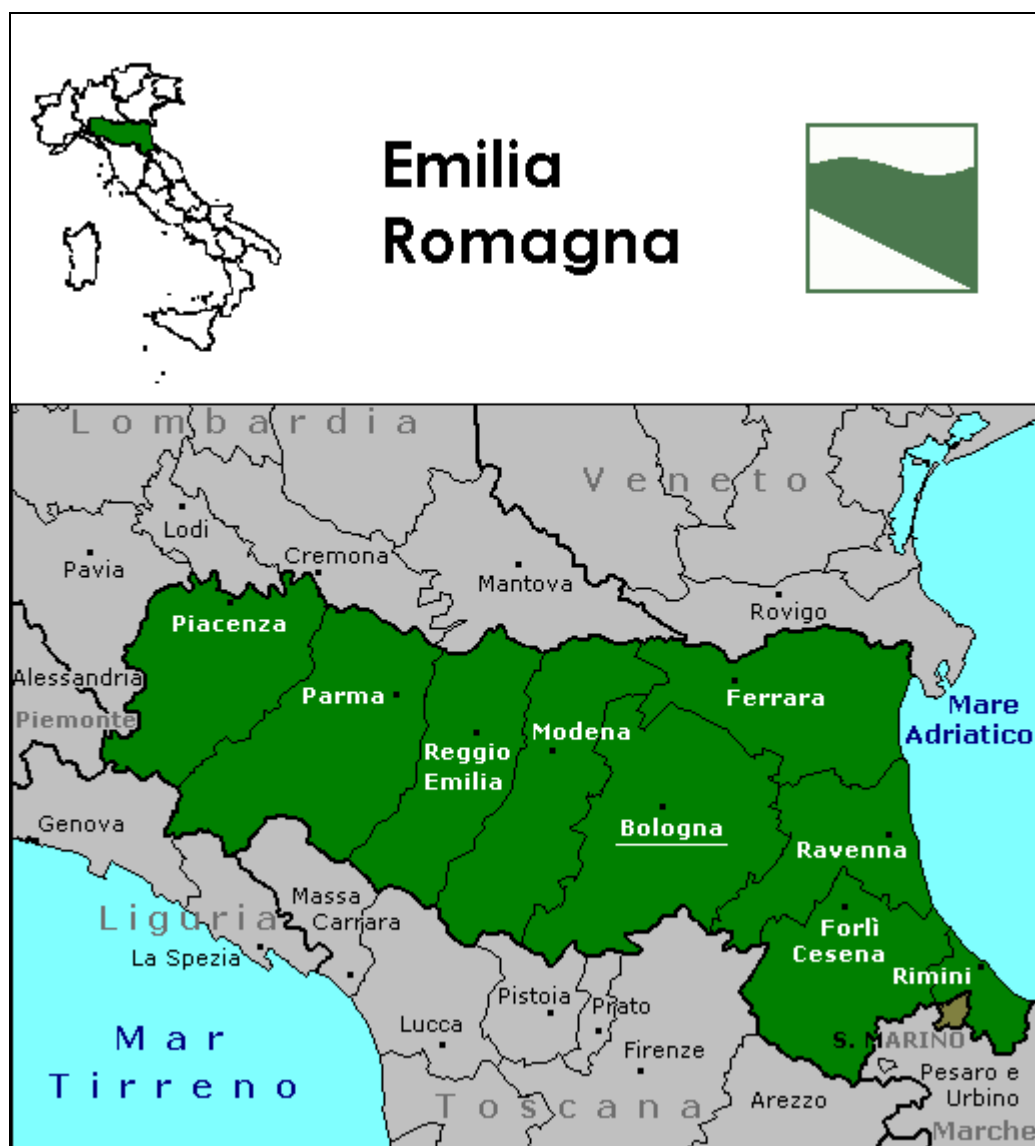 Emilia
Romagna
Lombardia
Veneto
Lodi
Pavia
Cremona
Mantova
Rovigo
Piacenza
Alessandria
Parma
Ferrara
Piemonte
Mare
Adriatico
Modena
Reggio
Emilia
Genova
Bologna
Ravenna
Massa
Carrara
Liguria
Forlì
Cesena
La Spezia
Rimini
Pistoia
Prato
Lucca
Mar
Tirreno
Firenze
S. MARINO
Pesaro e
Urbino
Toscana
Arezzo
Marche